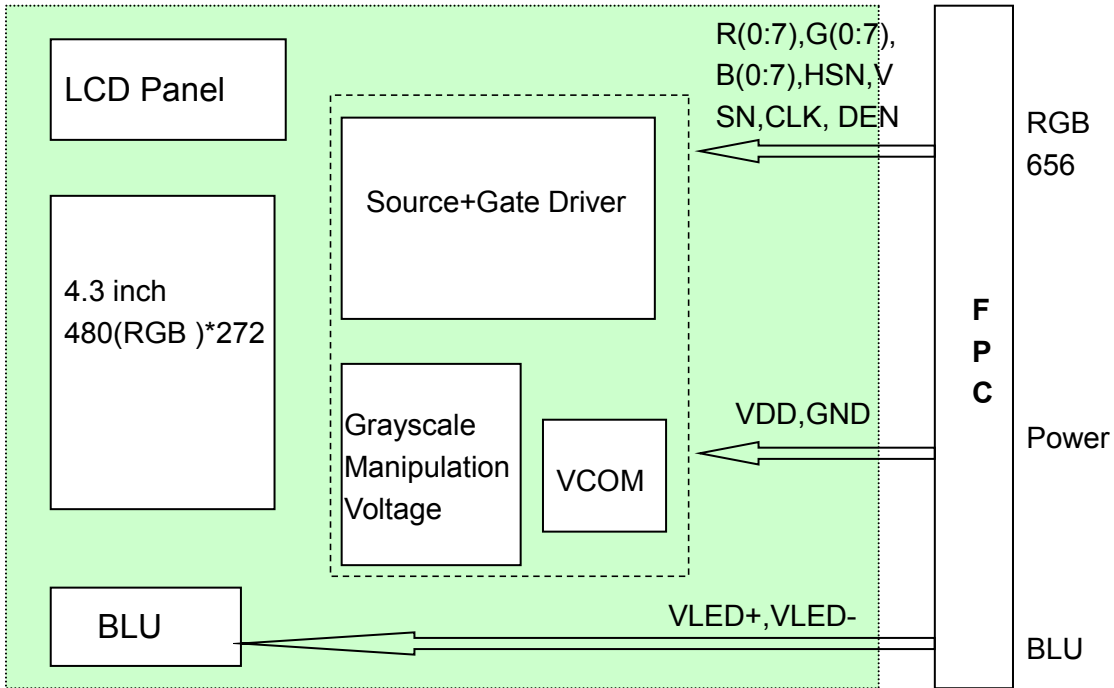 LCD Panel
4.3 inch
480(RGB )*272
BLU
Source+Gate Driver
Grayscale
Manipulation
Voltage
VCOM
R(0:7),G(0:7),
B(0:7),HSN,V
SN,CLK, DEN
VDD,GND
VLED+,VLED-
F
P
C
RGB
656
Power
BLU